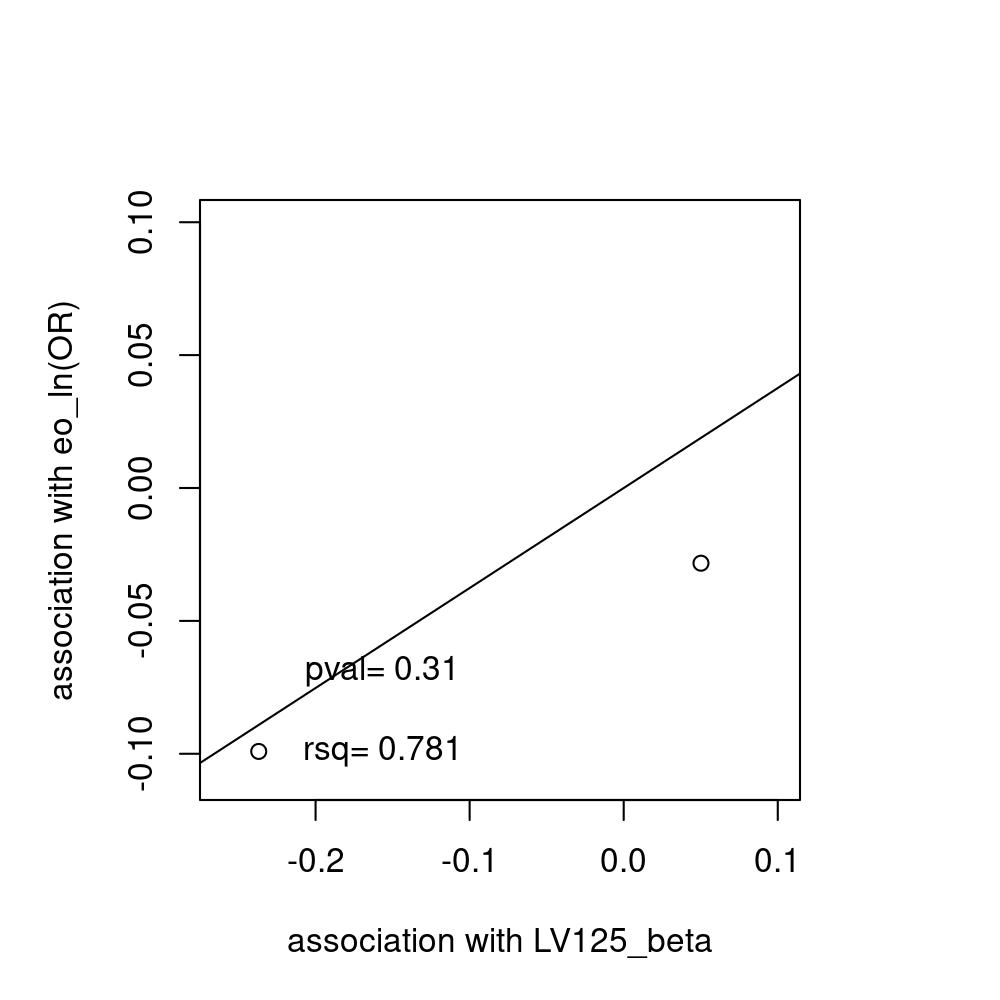 association with eo_ln(OR)
0.10
0.05
0.00
-0.05
-0.10
pval= 0.31
rsq= 0.781
-0.2
-0.1
0.0
0.1
association with LV125_beta